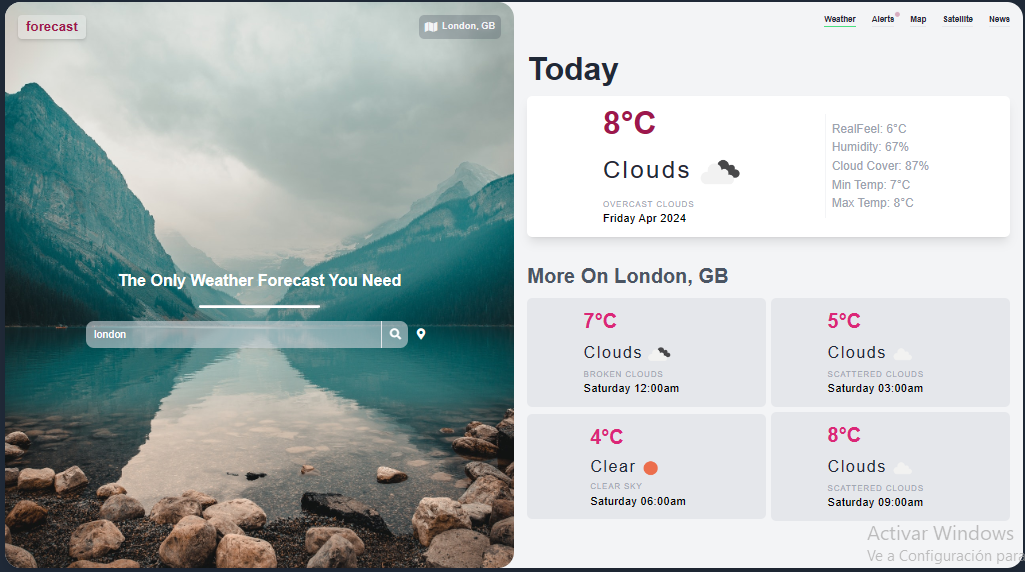 forecast
London, GB
The Only Weather Forecast You Need
london
Weather Alerts Map Satellite News
Today
8°C
Clouds
OVERCAST CLOUDS
Friday Apr 2024
RealFeel: 6°C
Humidity: 67%
Cloud Cover: 87%
Min Temp: 7°C
Max Temp: 8°C
More On London, GB
7°C
Clouds
BROKEN CLOUDS
Saturday 12:00am
5°C
Clouds
SCATTERED CLOUDS
Saturday 03:00am
4°C
Clear
CLEAR SKY
Saturday 06:00am
8°C
Clouds
SCATTERED CLOUDS
Saturday 09:00am
Activar Windows
Ve a Configuración para